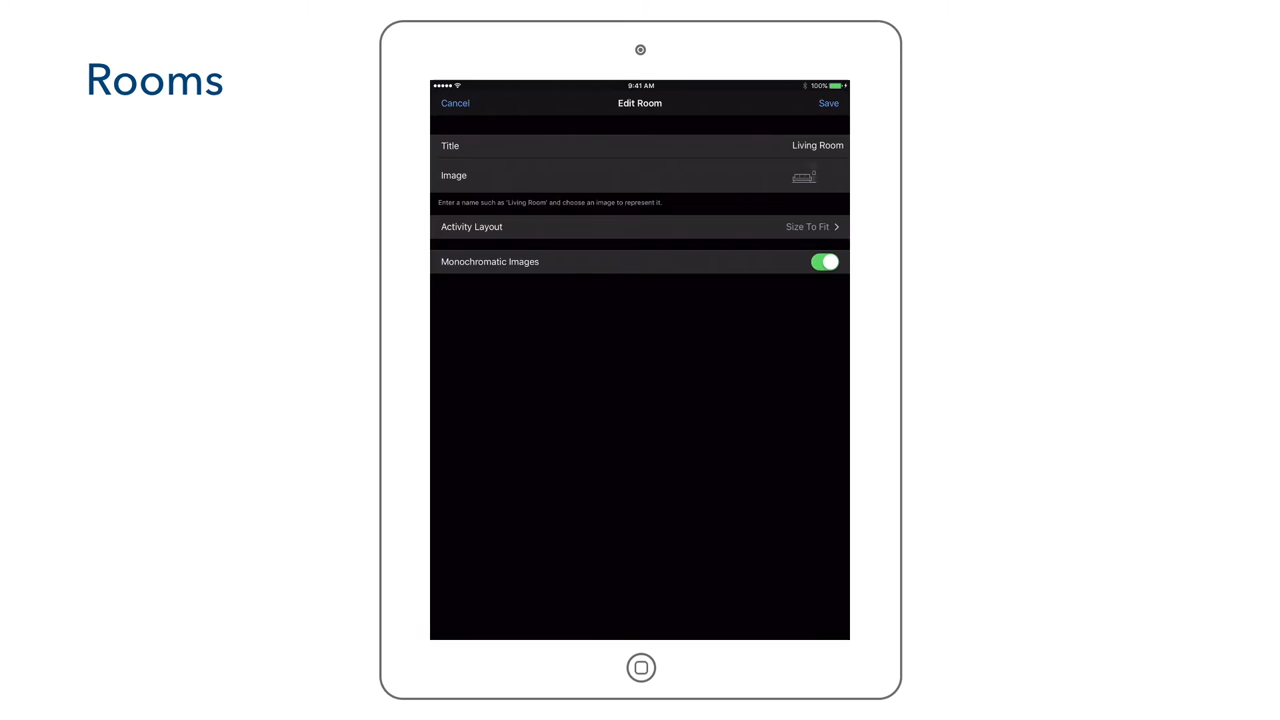 Rooms
9:41 AM
100%
Cancel
Edit Room
Save
Title
Living Room
Image
Enter a name such as 'Living Room' and choose an image to represent it.
Activity Layout
Size To Fit
Monochromatic Images